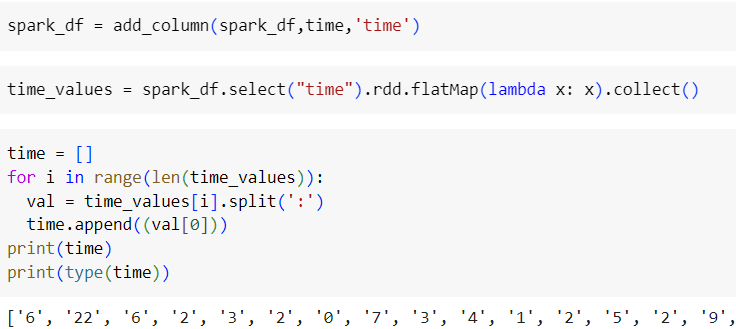 spark_df = add_column(spark_df,time,'time')
time_values = spark_df.select("time").rdd.flatMap(lambda x: x).collect()
time = []
for i in range(len(time_values)):
  val = time_values[i].split(':')
  time.append((val[0]))
print(time)
print(type(time))
['6', '22', '6', '2', '3', '2', '0', '7', '3', '4', '1', '2', '5', '2', '9',